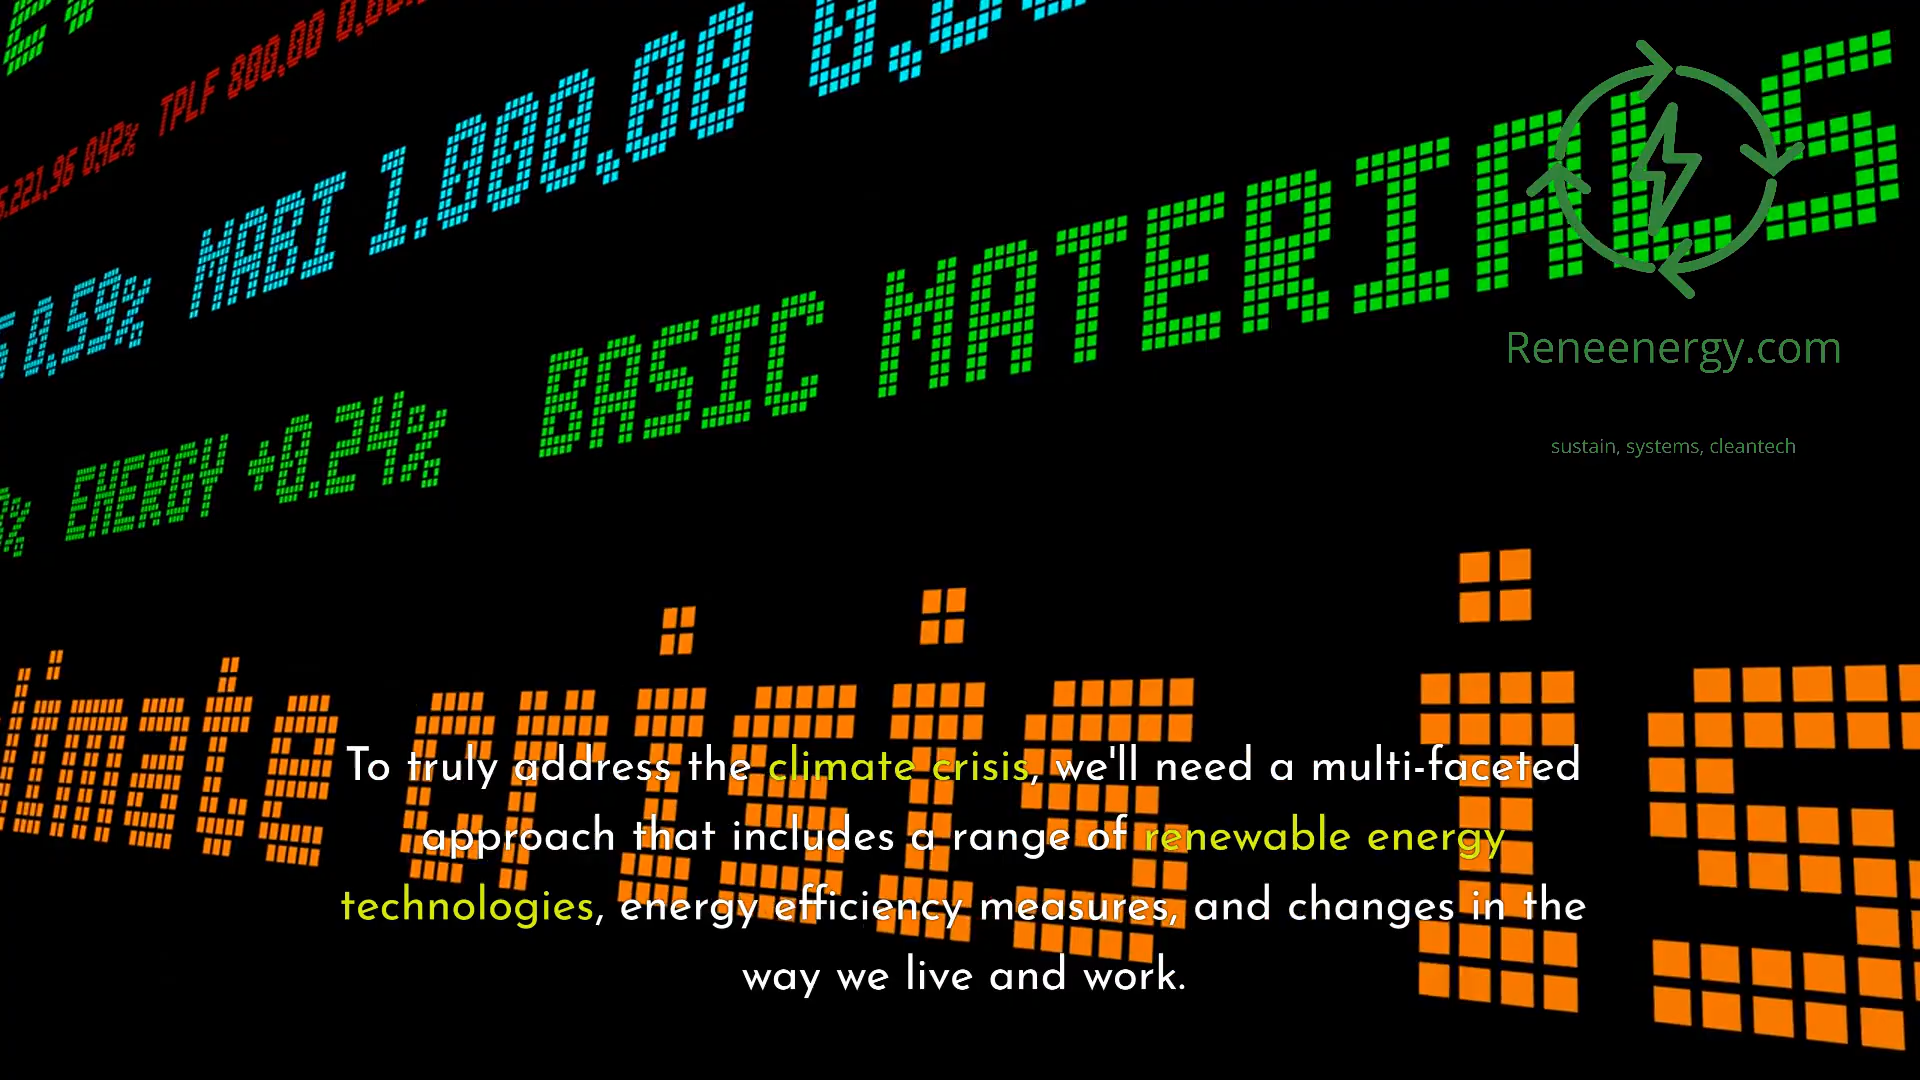 TPLF 800,00
5.221,96 0,42%
0,59% MABI 1.000,00
ENERGY +0.24% BASIC MATERIALS
climate crisis is
Reneenergy.com
sustain, systems, cleantech
To truly address the climate crisis, we'll need a multi-faceted
approach that includes a range of renewable energy
technologies, energy efficiency measures, and changes in the
way we live and work.